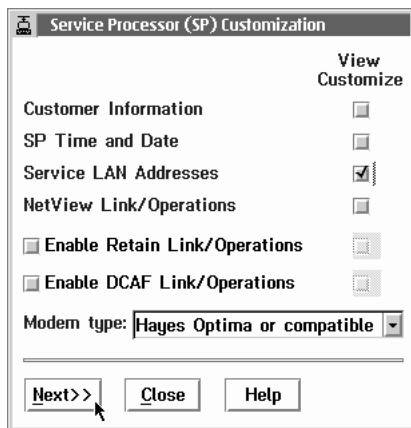 Service Processor (SP) Customization
View
Customize
Customer Information
SP Time and Date
Service LAN Addresses
NetView Link/Operations
Enable Retain Link/Operations
Enable DCAF Link/Operations
Modem type: Hayes Optima or compatible
Next>> Close Help